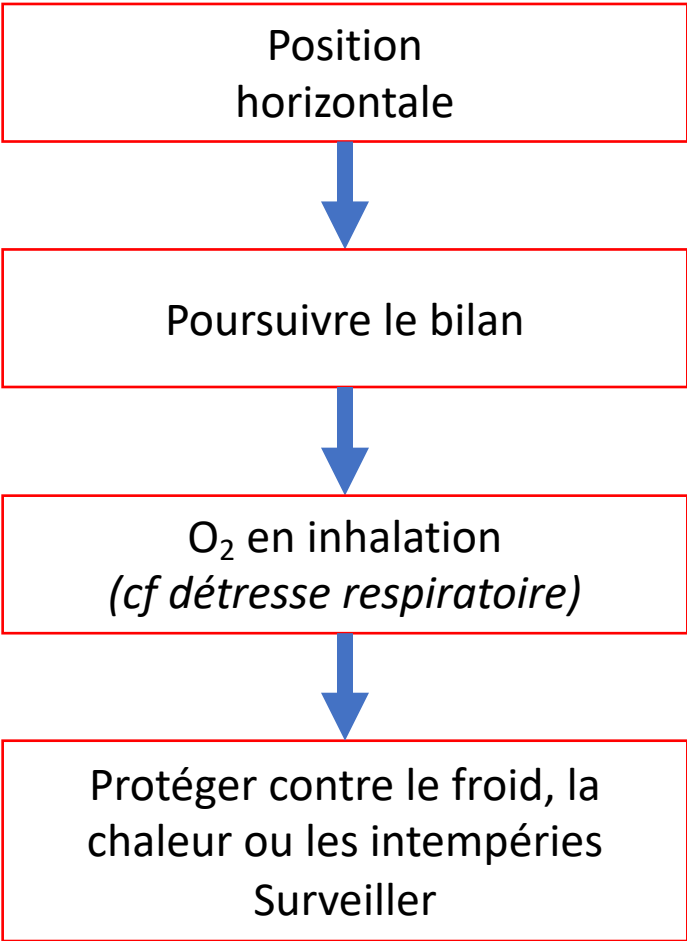 Position
horizontale
Poursuivre le bilan
O₂ en inhalation
(cf détresse respiratoire)
Protéger contre le froid, la
chaleur ou les intempéries
Surveiller